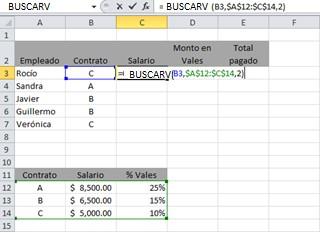 BUSCARV = BUSCARV (B3,$A$12:$C$14,2)
A B C D E
1
2 Empleado Contrato Salario Monto en Vales Total pagado
3 Rocío C =| BUSCARV(B3,$A$12:$C$14,2)
4 Sandra A
5 Javier B
6 Guillermo B
7 Verónica C
8
9
10
11 Contrato Salario % Vales
12 A $ 8,500.00 25%
13 B $ 6,500.00 15%
14 C $ 5,000.00 10%
15